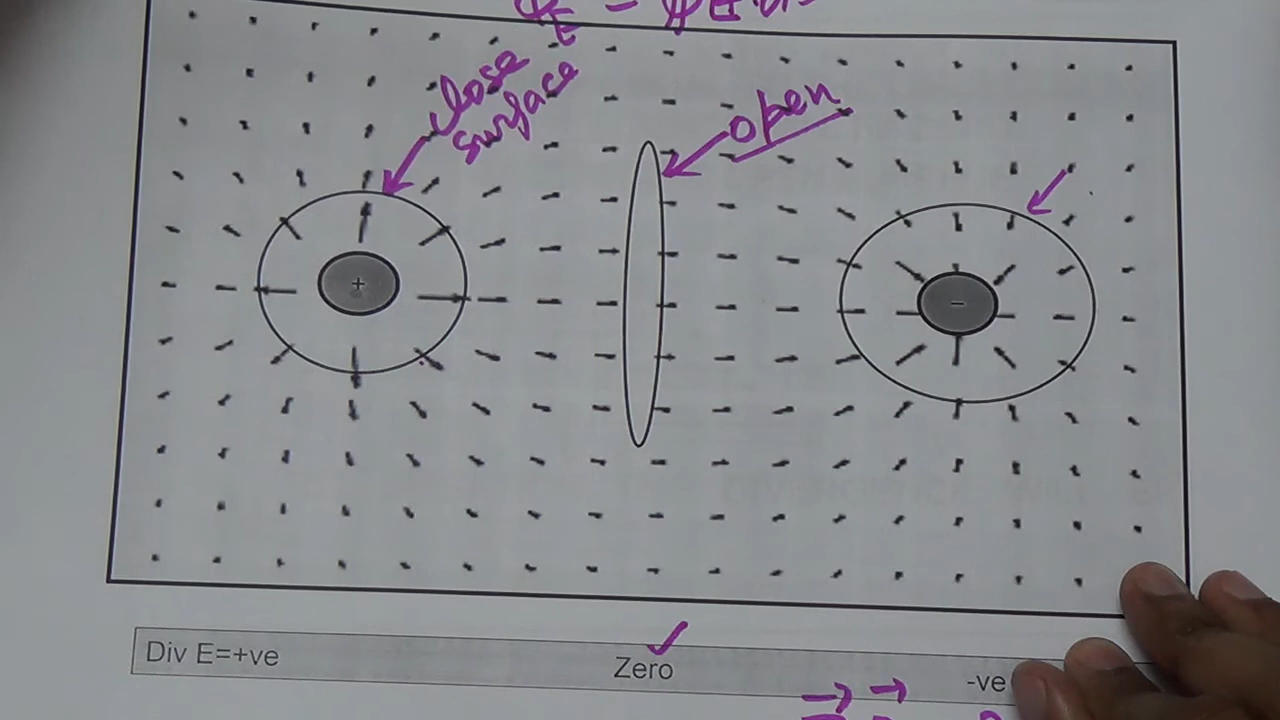 close
surface
open
+
−
Div E=+ve
Zero
-ve